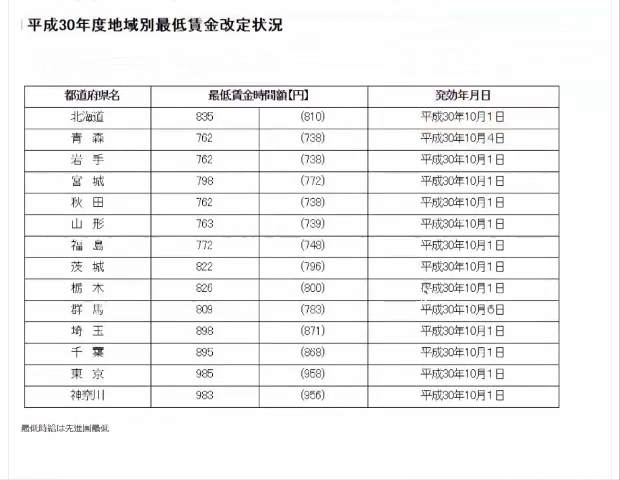 平成30年度地域別最低賃金改定状況
都道府県名 最低賃金時間額【円】 発効年月日
北海道 835 (810) 平成30年10月1日
青 森 762 (738) 平成30年10月4日
岩 手 762 (738) 平成30年10月1日
宮 城 798 (772) 平成30年10月1日
秋 田 762 (738) 平成30年10月1日
山 形 763 (739) 平成30年10月1日
福 島 772 (748) 平成30年10月1日
茨 城 822 (796) 平成30年10月1日
栃 木 826 (800) 平成30年10月1日
群 馬 809 (783) 平成30年10月6日
埼 玉 898 (871) 平成30年10月1日
千 葉 895 (868) 平成30年10月1日
東 京 985 (958) 平成30年10月1日
神奈川 983 (956) 平成30年10月1日
最低時給は先進国最低